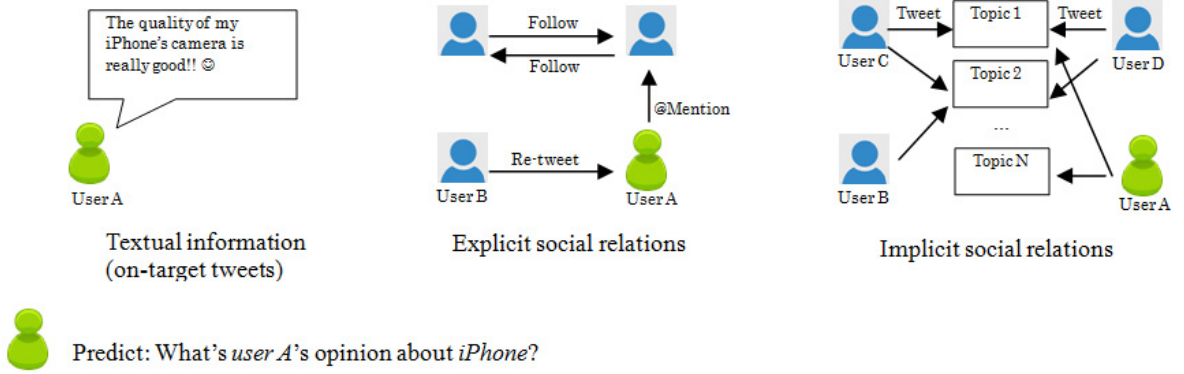 The quality of my
iPhone's camera is
really good!! ☺
User A
Textual information
(on-target tweets)
Follow
Follow
@Mention
Re-tweet
User B
User A
Explicit social relations
Tweet
Topic 1
Tweet
User C
Topic 2
User D
...
Topic N
User B
User A
Implicit social relations
Predict: What's user A's opinion about iPhone?